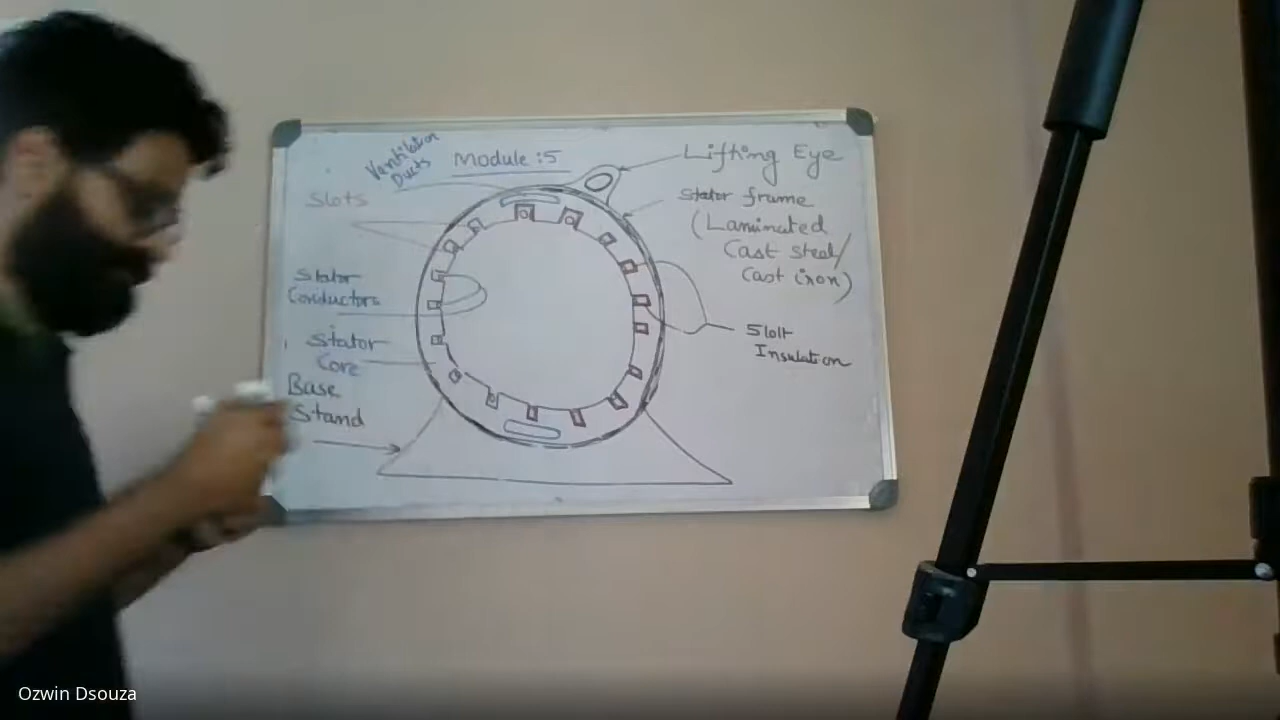 Ventilation
Ducts
Module :5
Lifting Eye
Slots
Stator frame
(Laminated
Cast steel/
Cast iron)
Stator
Conductors
Stator
Core
Slolt
Insulation
Base
Stand
Ozwin Dsouza